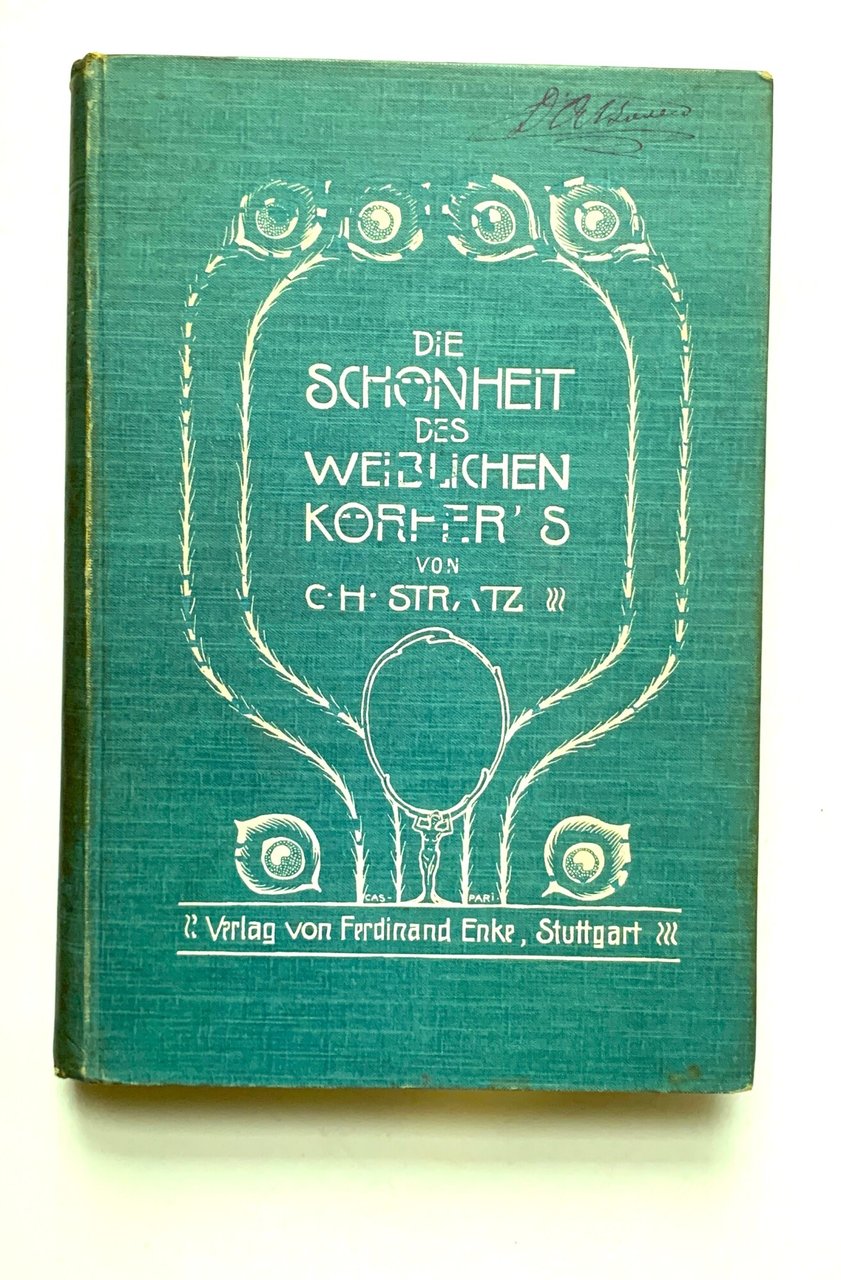 DiE
SCHÖNHEiT
DES
WEiBLiCHEN
KÖRPER'S
VON
C·H·STRATZ
CAS- PARi·
Verlag von Ferdinand Enke, Stuttgart